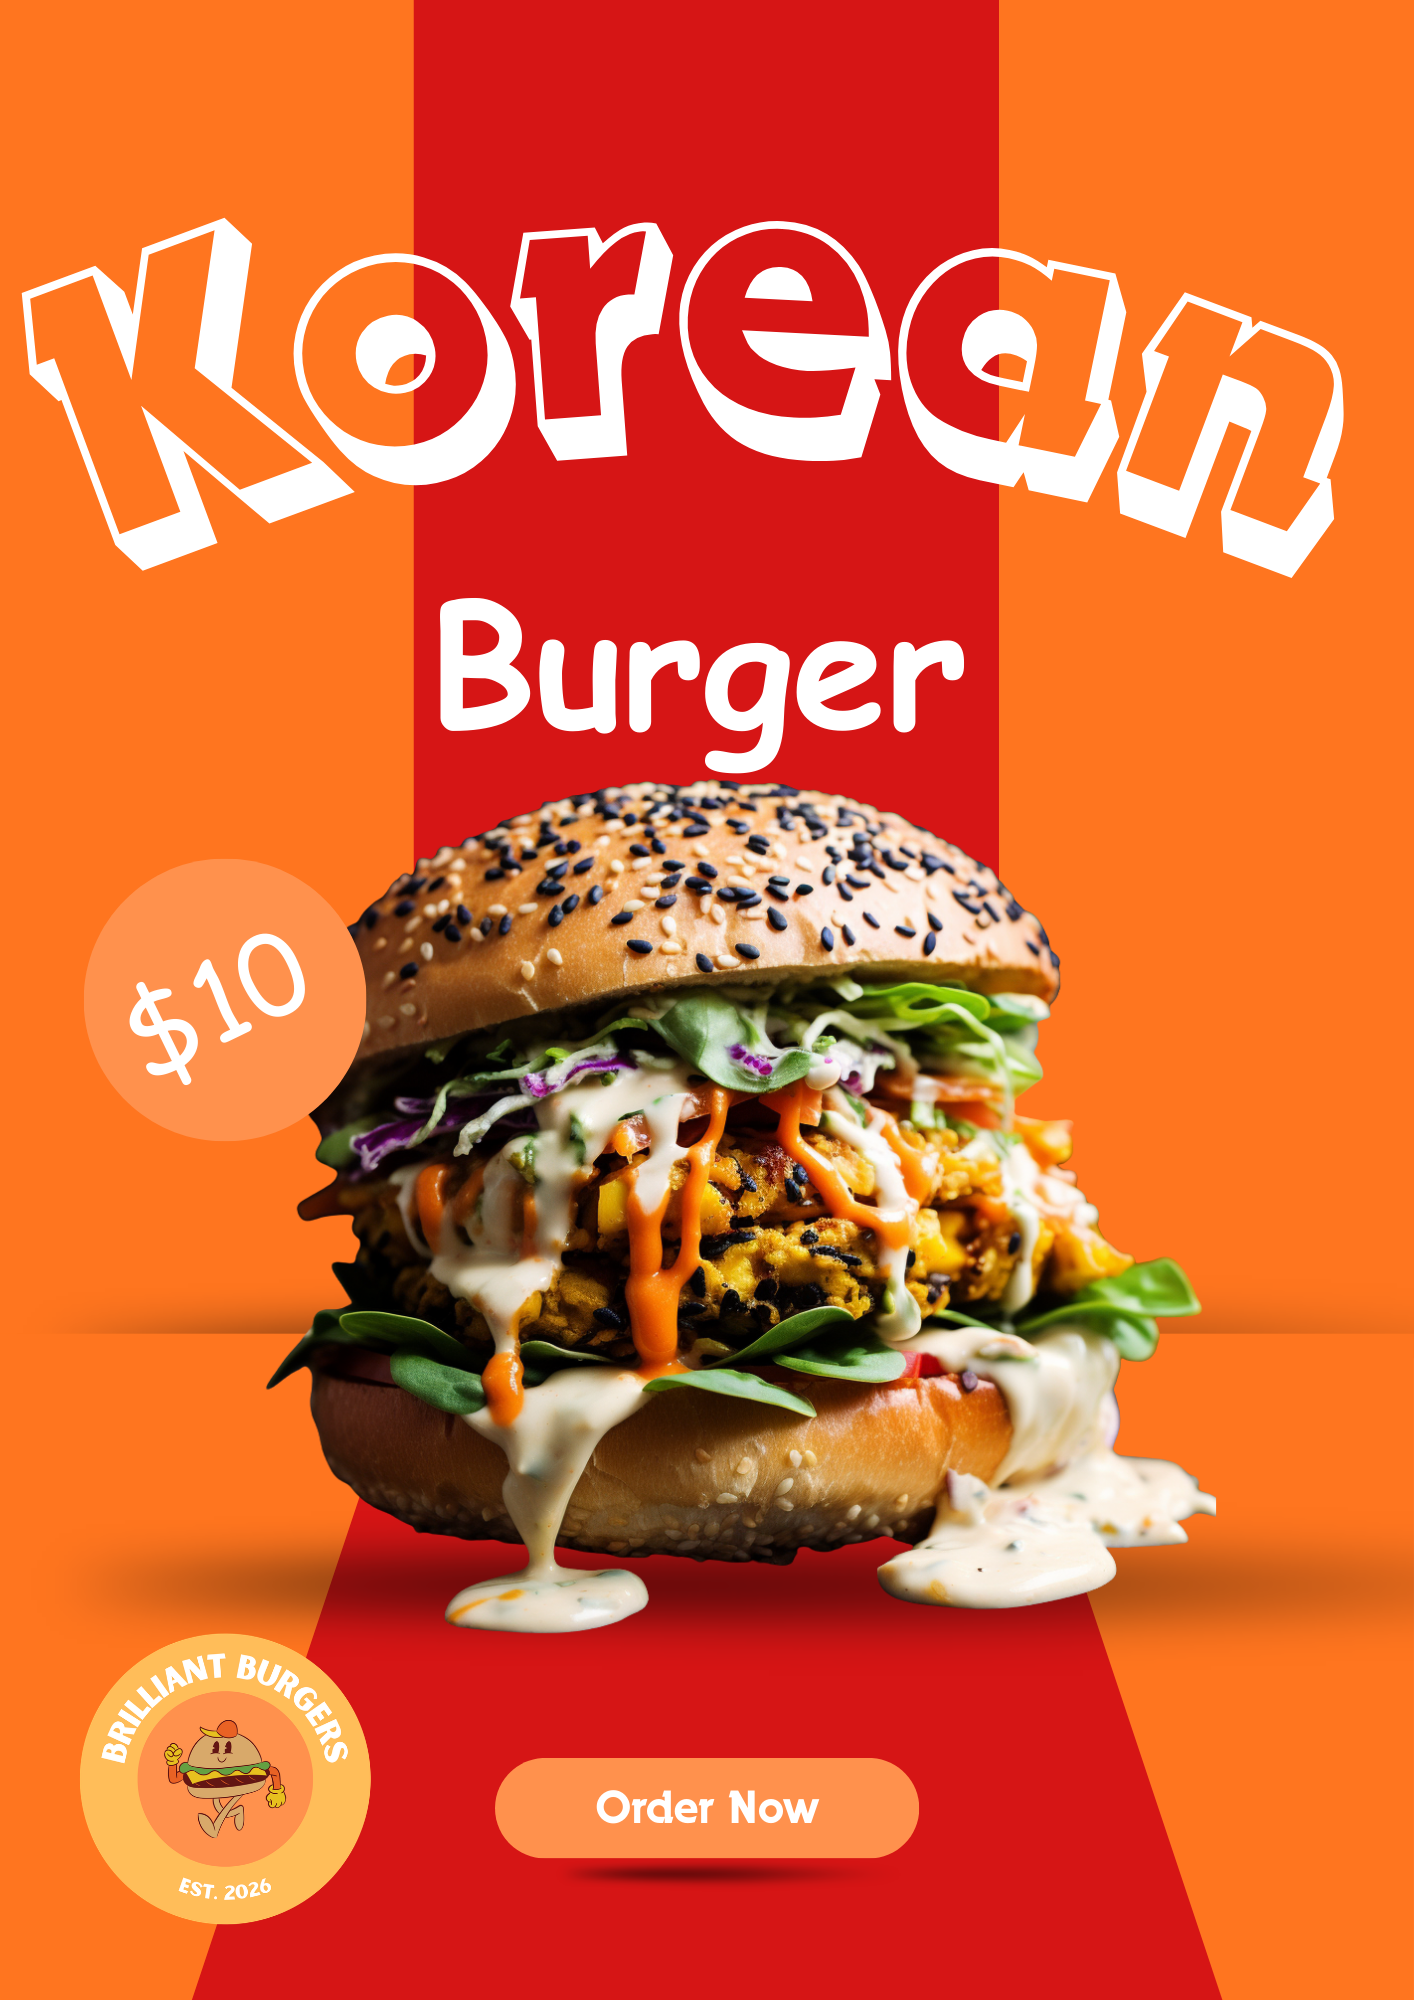 Korean
Burger
$10
BRILLIANT BURGERS
EST. 2026
Order Now